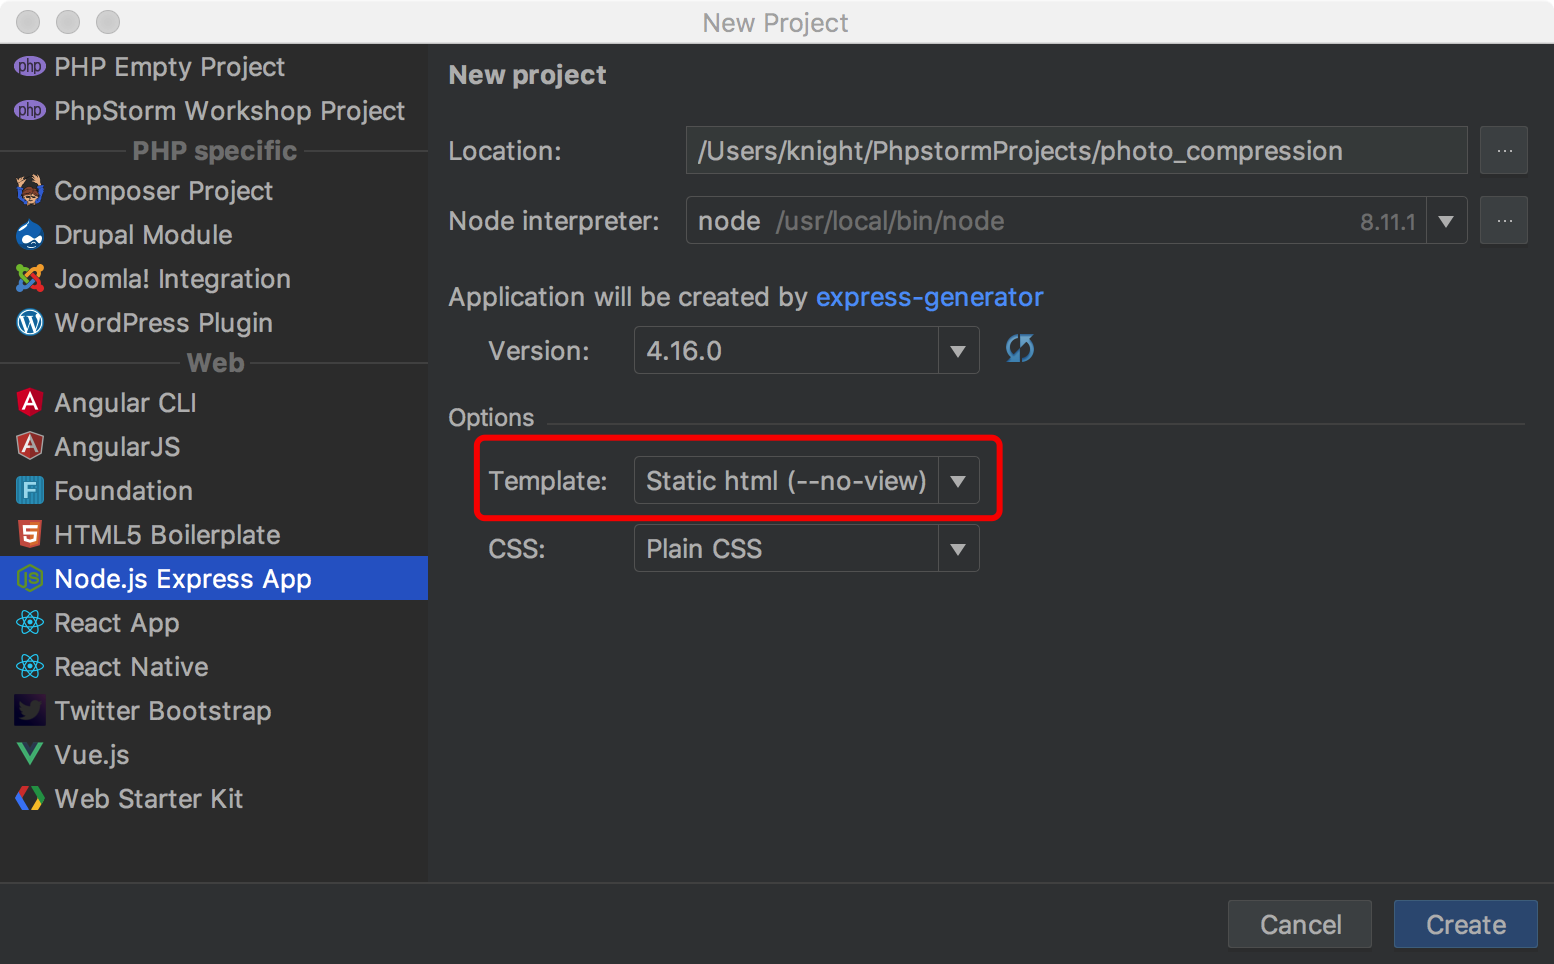 New Project
php PHP Empty Project
php PhpStorm Workshop Project
PHP specific
Composer Project
Drupal Module
Joomla! Integration
WordPress Plugin
Web
Angular CLI
AngularJS
Foundation
HTML5 Boilerplate
Node.js Express App
React App
React Native
Twitter Bootstrap
Vue.js
Web Starter Kit
New project
Location: /Users/knight/PhpstormProjects/photo_compression ...
Node interpreter: node /usr/local/bin/node 8.11.1 ...
Application will be created by express-generator
Version: 4.16.0
Options
Template: Static html (--no-view)
CSS: Plain CSS
Cancel Create